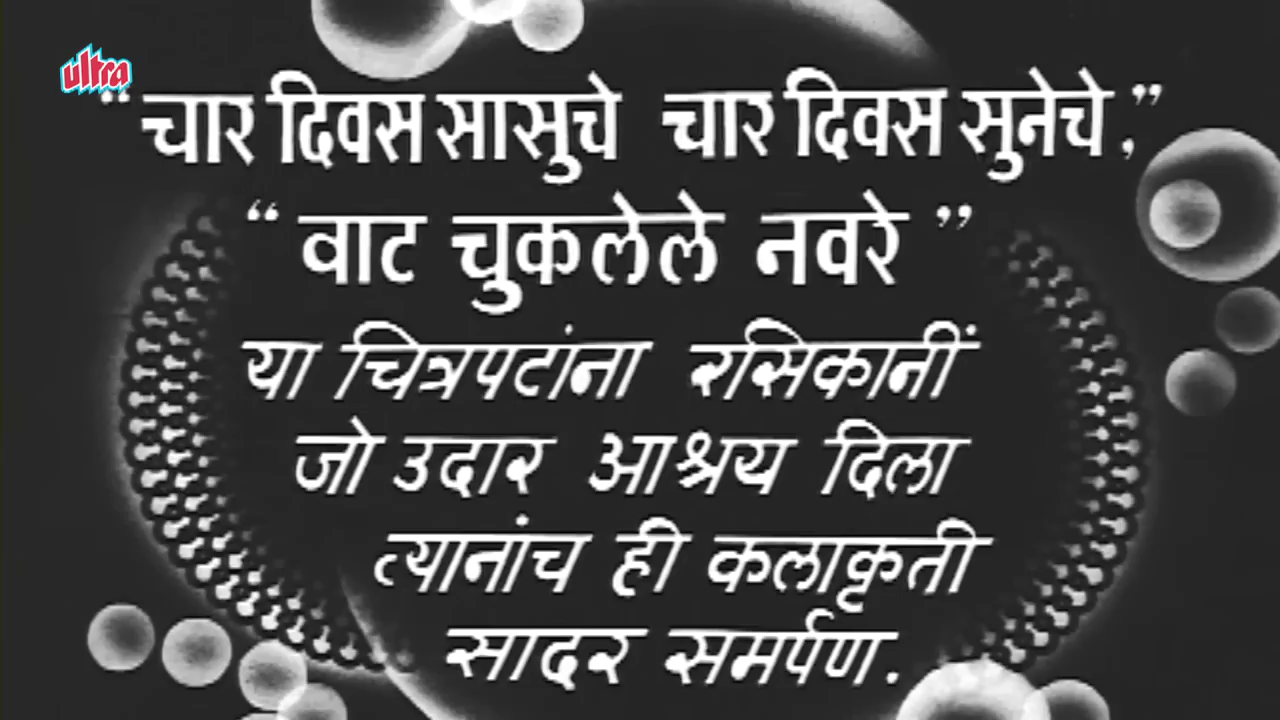 ultra
“ चार दिवस सासुचे चार दिवस सुनेचे.”
“ वाट चुकलेले नवरे ”
या चित्रपटांना रसिकानीं
जो उदार आश्रय दिला
त्यानांच ही कलाकृती
सादर समर्पण.